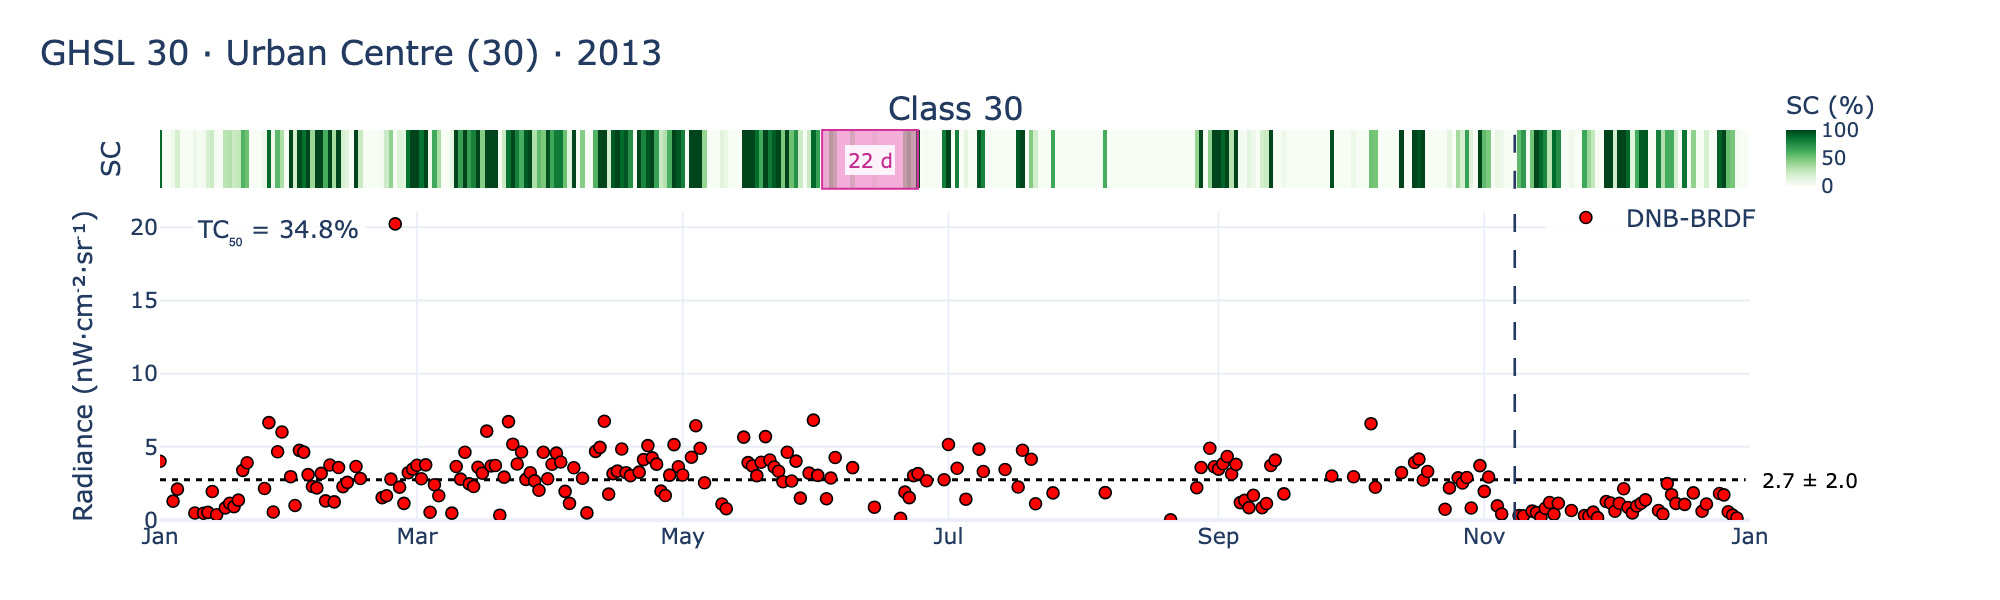 GHSL 30 · Urban Centre (30) · 2013
Class 30
SC (%)
SC
22 d
100
50
0
TC₅₀ = 34.8%
DNB-BRDF
Radiance (nW·cm⁻²·sr⁻¹)
20
15
10
5
0
2.7 ± 2.0
Jan Mar May Jul Sep Nov Jan